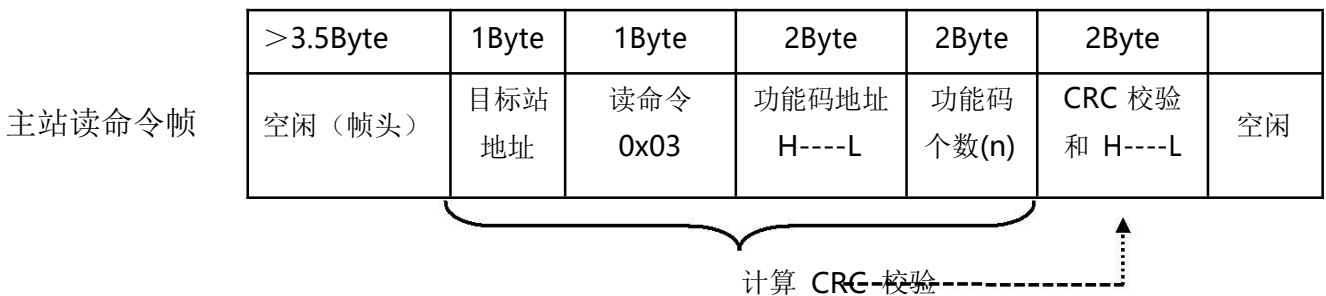 ＞3.5Byte 1Byte 1Byte 2Byte 2Byte 2Byte
主站读命令帧
空闲（帧头）
目标站
地址
读命令
0x03
功能码地址
H----L
功能码
个数(n)
CRC 校验
和 H----L
空闲
计算 CRC 校验